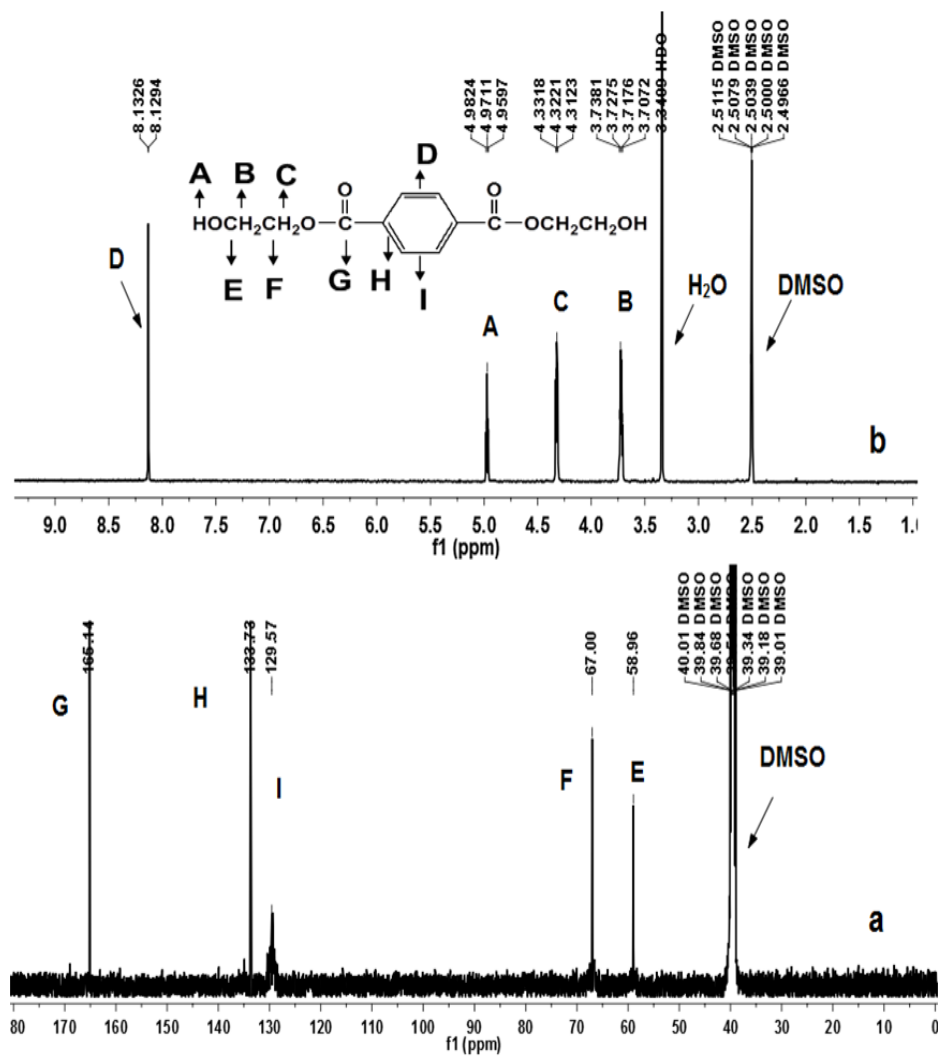 8.1326
8.1294
4.9824
4.9711
4.9597
4.3318
4.3221
4.3123
3.7381
3.7275
3.7176
3.7072
3.3409 HDO
2.5115 DMSO
2.5079 DMSO
2.5039 DMSO
2.5000 DMSO
2.4966 DMSO
A B C D
O O
HOCH₂CH₂O–C C–OCH₂CH₂OH
E F G H I
D A C B H₂O DMSO
b
9.0 8.5 8.0 7.5 7.0 6.5 6.0 5.5 5.0 4.5 4.0 3.5 3.0 2.5 2.0 1.5 1.0
f1 (ppm)
165.14
133.73
129.57
67.00
58.96
40.01 DMSO
39.84 DMSO
39.68 DMSO
DMSO
39.34 DMSO
39.18 DMSO
39.01 DMSO
G H I F E DMSO
a
80 170 160 150 140 130 120 110 100 90 80 70 60 50 40 30 20 10 0
f1 (ppm)